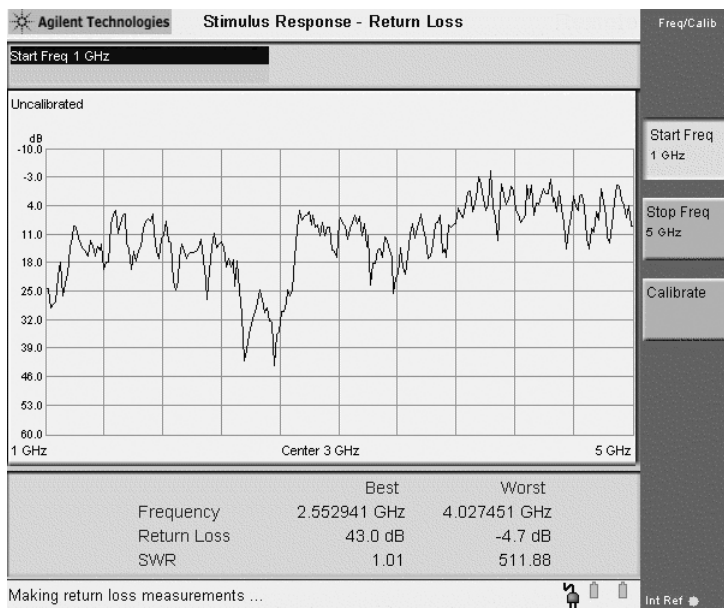 Agilent Technologies Stimulus Response - Return Loss
Freq/Calib
Start Freq 1 GHz
Uncalibrated
dB
-10.0
-3.0
4.0
11.0
18.0
25.0
32.0
39.0
46.0
53.0
60.0
1 GHz Center 3 GHz 5 GHz
Start Freq
1 GHz
Stop Freq
5 GHz
Calibrate
Best Worst
Frequency 2.552941 GHz 4.027451 GHz
Return Loss 43.0 dB -4.7 dB
SWR 1.01 511.88
Making return loss measurements ...
Int Ref